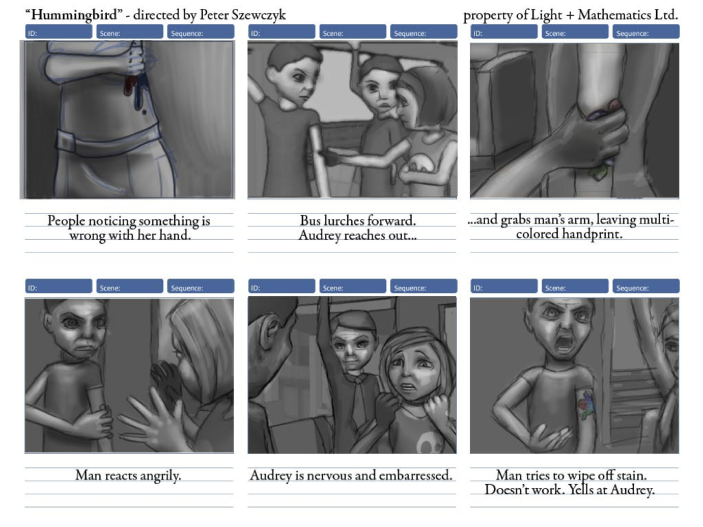 “Hummingbird” - directed by Peter Szewczyk
property of Light + Mathematics Ltd.
ID: Scene: Sequence:
ID: Scene: Sequence:
ID: Scene: Sequence:
People noticing something is
wrong with her hand.
Bus lurches forward.
Audrey reaches out...
...and grabs man’s arm, leaving multi-
colored handprint.
ID: Scene: Sequence:
ID: Scene: Sequence:
ID: Scene: Sequence:
Man reacts angrily.
Audrey is nervous and embarressed.
Man tries to wipe off stain.
Doesn’t work. Yells at Audrey.